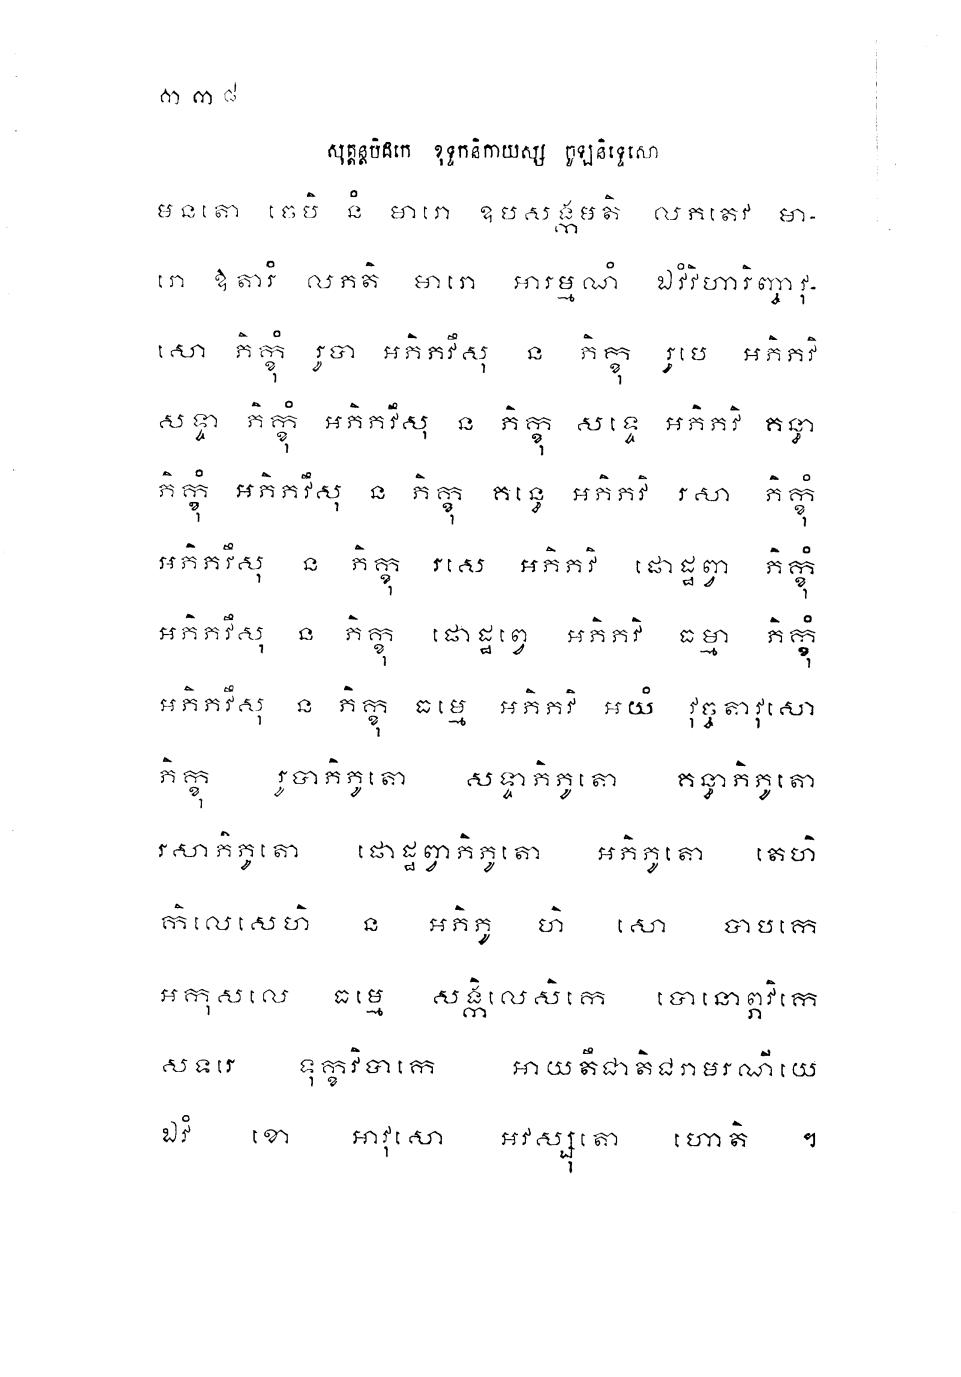 ៣៣៨
សុត្តន្តបិដកេ ខុទ្ទកនិកាយស្ស ចូឡនិទ្ទេសោ
មនតោ ចេបិ នំ មារោ ឧបសង្កមតិ លភតេវ មា-
រោ ឱតារំ លភតិ មារោ អារម្មណំ ឯវំវិហារិញ្ចាវុ-
សោ ភិក្ខុំ រូបា អភិភវឹសុ ន ភិក្ខុ រូបេ អភិភវិ
សទ្ទា ភិក្ខុំ អភិភវឹសុ ន ភិក្ខុ សទ្ទេ អភិភវិ គន្ធា
ភិក្ខុំ អភិភវឹសុ ន ភិក្ខុ គន្ធេ អភិភវិ រសា ភិក្ខុំ
អភិភវឹសុ ន ភិក្ខុ រសេ អភិភវិ ផោដ្ឋព្វា ភិក្ខុំ
អភិភវឹសុ ន ភិក្ខុ ផោដ្ឋព្វេ អភិភវិ ធម្មា ភិក្ខុំ
អភិភវឹសុ ន ភិក្ខុ ធម្មេ អភិភវិ អយំ វុច្ចតាវុសោ
ភិក្ខុ រូបាភិភូតោ សទ្ទាភិភូតោ គន្ធាភិភូតោ
រសាភិភូតោ ផោដ្ឋព្វាភិភូតោ អភិភូតោ តេហិ
កិលេសេហិ ន អភិភូ ហិ សោ បាបកេ
អកុសលេ ធម្មេ សង្កិលេសិកេ បោនោព្ភវិកេ
សទរេ ទុក្ខវិបាកេ អាយតឹជាតិជរាមរណីយេ
ឯវំ ខោ អាវុសោ អវស្សុតោ ហោតិ ។